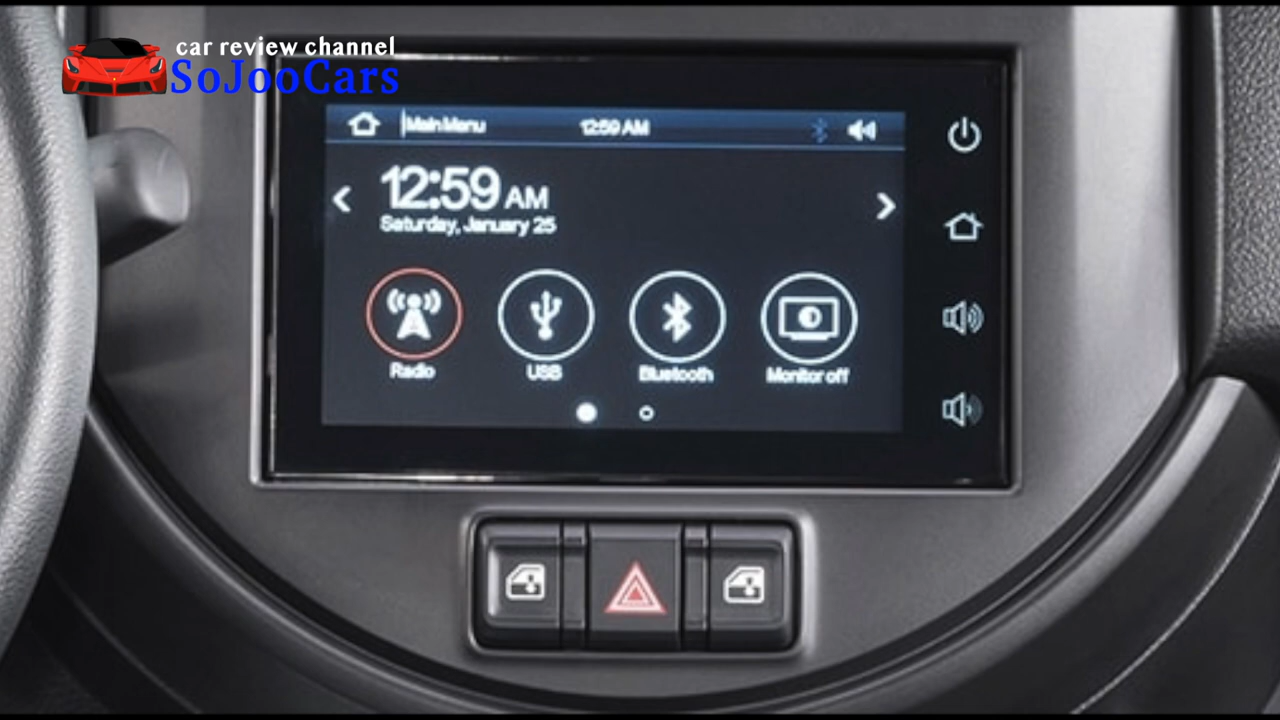 car review channel
SoJooCars
Main Menu 12:59 AM
12:59 AM
Saturday, January 25
Radio USB Bluetooth Monitor off